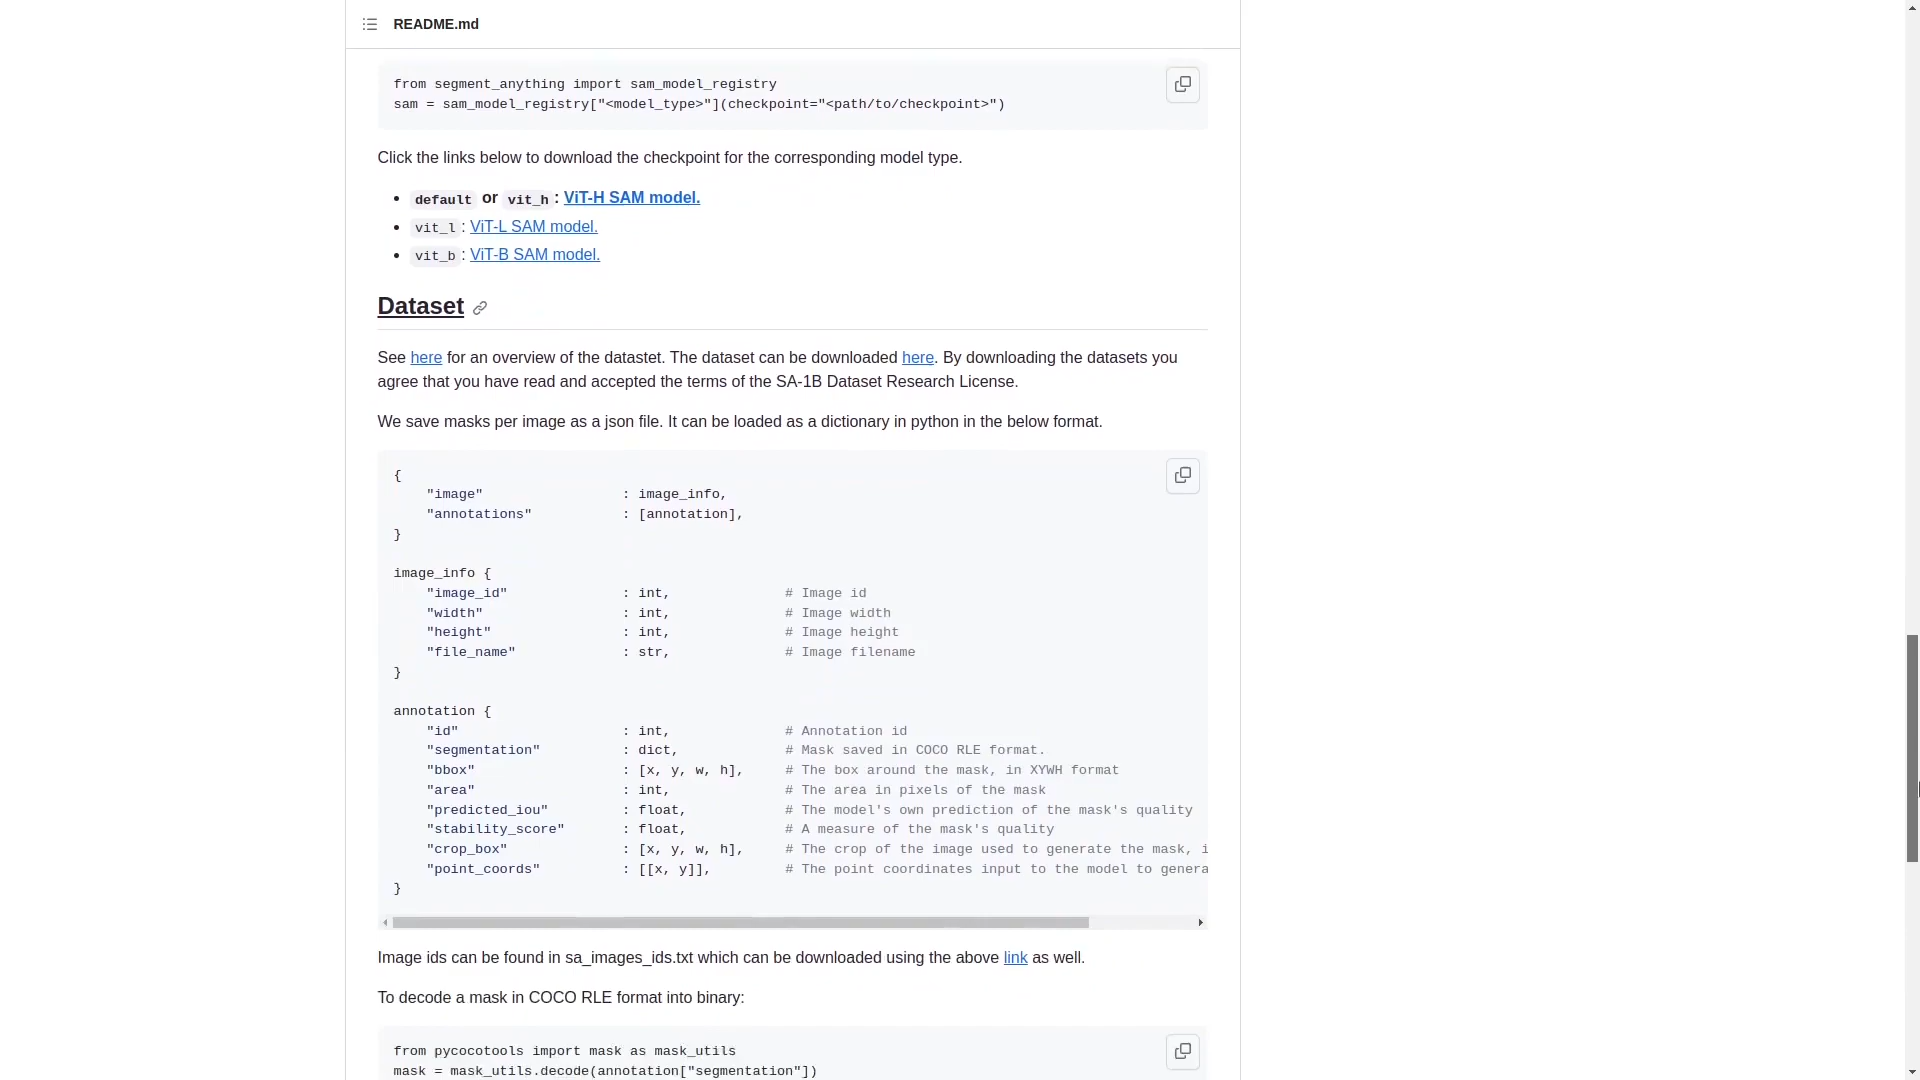 README.md
from segment_anything import sam_model_registry
sam = sam_model_registry["<model_type>"](checkpoint="<path/to/checkpoint>")
Click the links below to download the checkpoint for the corresponding model type.
• default or vit_h: ViT-H SAM model.
• vit_l: ViT-L SAM model.
• vit_b: ViT-B SAM model.
Dataset
See here for an overview of the datastet. The dataset can be downloaded here. By downloading the datasets you
agree that you have read and accepted the terms of the SA-1B Dataset Research License.
We save masks per image as a json file. It can be loaded as a dictionary in python in the below format.
{
    "image"                 : image_info,
    "annotations"           : [annotation],
}
image_info {
    "image_id"              : int,              # Image id
    "width"                 : int,              # Image width
    "height"                : int,              # Image height
    "file_name"             : str,              # Image filename
}
annotation {
    "id"                    : int,              # Annotation id
    "segmentation"          : dict,             # Mask saved in COCO RLE format.
    "bbox"                  : [x, y, w, h],     # The box around the mask, in XYWH format
    "area"                  : int,              # The area in pixels of the mask
    "predicted_iou"         : float,            # The model's own prediction of the mask's quality
    "stability_score"       : float,            # A measure of the mask's quality
    "crop_box"              : [x, y, w, h],     # The crop of the image used to generate the mask, i
    "point_coords"          : [[x, y]],         # The point coordinates input to the model to genera
}
Image ids can be found in sa_images_ids.txt which can be downloaded using the above link as well.
To decode a mask in COCO RLE format into binary:
from pycocotools import mask as mask_utils
mask = mask_utils.decode(annotation["segmentation"])